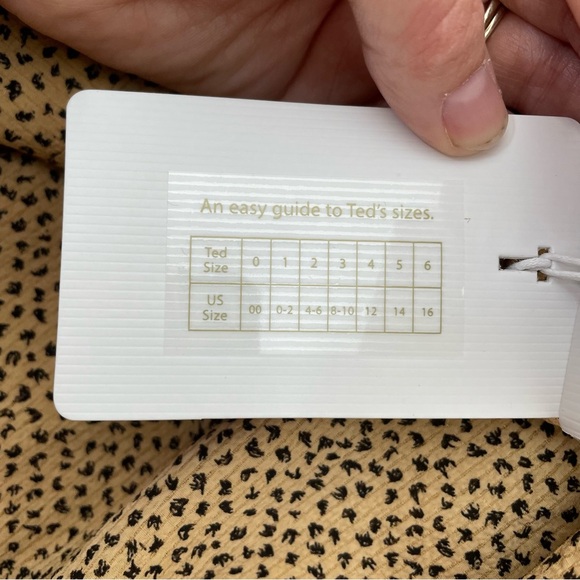 An easy guide to Ted's sizes.
Ted Size 0 1 2 3 4 5 6
US Size 00 0-2 4-6 8-10 12 14 16